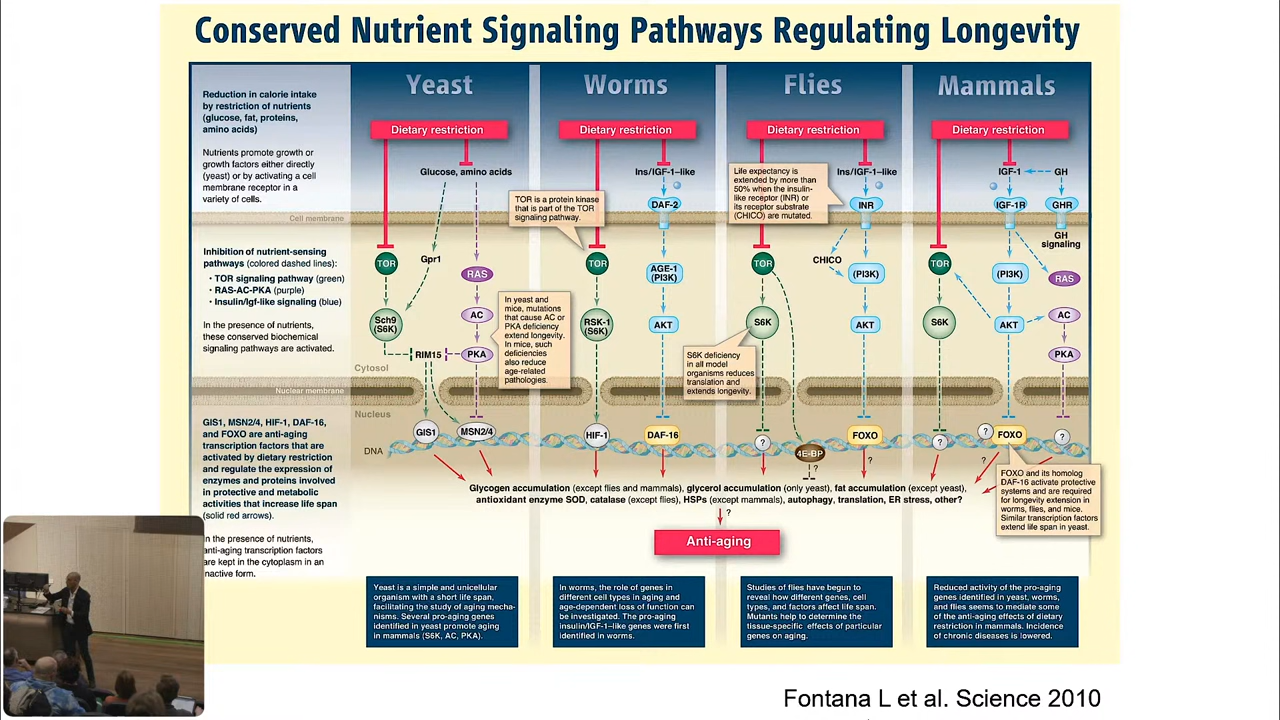 Conserved Nutrient Signaling Pathways Regulating Longevity
Reduction in calorie intake
by restriction of nutrients
(glucose, fat, proteins,
amino acids)
Nutrients promote growth or
growth factors either directly
(yeast) or by activating a cell
membrane receptor in a
variety of cells.
Cell membrane
Inhibition of nutrient-sensing
pathways (colored dashed lines):
• TOR signaling pathway (green)
• RAS-AC-PKA (purple)
• Insulin/Igf-like signaling (blue)
In the presence of nutrients,
these conserved biochemical
signaling pathways are activated.
Cytosol
Nuclear membrane
Nucleus
GIS1, MSN2/4, HIF-1, DAF-16,
and FOXO are anti-aging
transcription factors that are
activated by dietary restriction
and regulate the expression of
enzymes and proteins involved
in protective and metabolic
activities that increase life span
(solid red arrows).
In the presence of nutrients,
anti-aging transcription factors
are kept in the cytoplasm in an
inactive form.
DNA
Yeast
Dietary restriction
Glucose, amino acids
TOR
Gpr1
RAS
Sch9
(S6K)
AC
RIM15
PKA
GIS1
MSN2/4
In yeast and
mice, mutations
that cause AC or
PKA deficiency
extend longevity.
In mice, such
deficiencies
also reduce
age-related
pathologies.
Worms
Dietary restriction
Ins/IGF-1–like
TOR is a protein kinase
that is part of the TOR
signaling pathway.
DAF-2
TOR
AGE-1
(PI3K)
RSK-1
(S6K)
AKT
HIF-1
DAF-16
Flies
Dietary restriction
Life expectancy
is extended by more than
50% when the insulin-
like receptor (INR) or
its receptor substrate
(CHICO) are mutated.
Ins/IGF-1–like
INR
TOR
CHICO
(PI3K)
S6K
AKT
S6K deficiency
in all model
organisms reduces
translation and
extends longevity.
?
4E-BP
?
FOXO
?
Mammals
Dietary restriction
IGF-1
GH
IGF-1R
GHR
GH
signaling
TOR
(PI3K)
RAS
S6K
AKT
AC
PKA
?
?
FOXO
?
?
?
FOXO and its homolog
DAF-16 activate protective
systems and are required
for longevity extension in
worms, flies, and mice.
Similar transcription factors
extend life span in yeast.
Glycogen accumulation (except flies and mammals), glycerol accumulation (only yeast), fat accumulation (except yeast),
antioxidant enzyme SOD, catalase (except flies), HSPs (except mammals), autophagy, translation, ER stress, other?
?
Anti-aging
Yeast is a simple and unicellular
organism with a short life span,
facilitating the study of aging mecha-
nisms. Several pro-aging genes
identified in yeast promote aging
in mammals (S6K, AC, PKA).
In worms, the role of genes in
different cell types in aging and
age-dependent loss of function can
be investigated. The pro-aging
insulin/IGF-1–like genes were first
identified in worms.
Studies of flies have begun to
reveal how different genes, cell
types, and factors affect life span.
Mutants help to determine the
tissue-specific effects of particular
genes on aging.
Reduced activity of the pro-aging
genes identified in yeast, worms,
and flies seems to mediate some
of the anti-aging effects of dietary
restriction in mammals. Incidence
of chronic diseases is lowered.
Fontana L et al. Science 2010